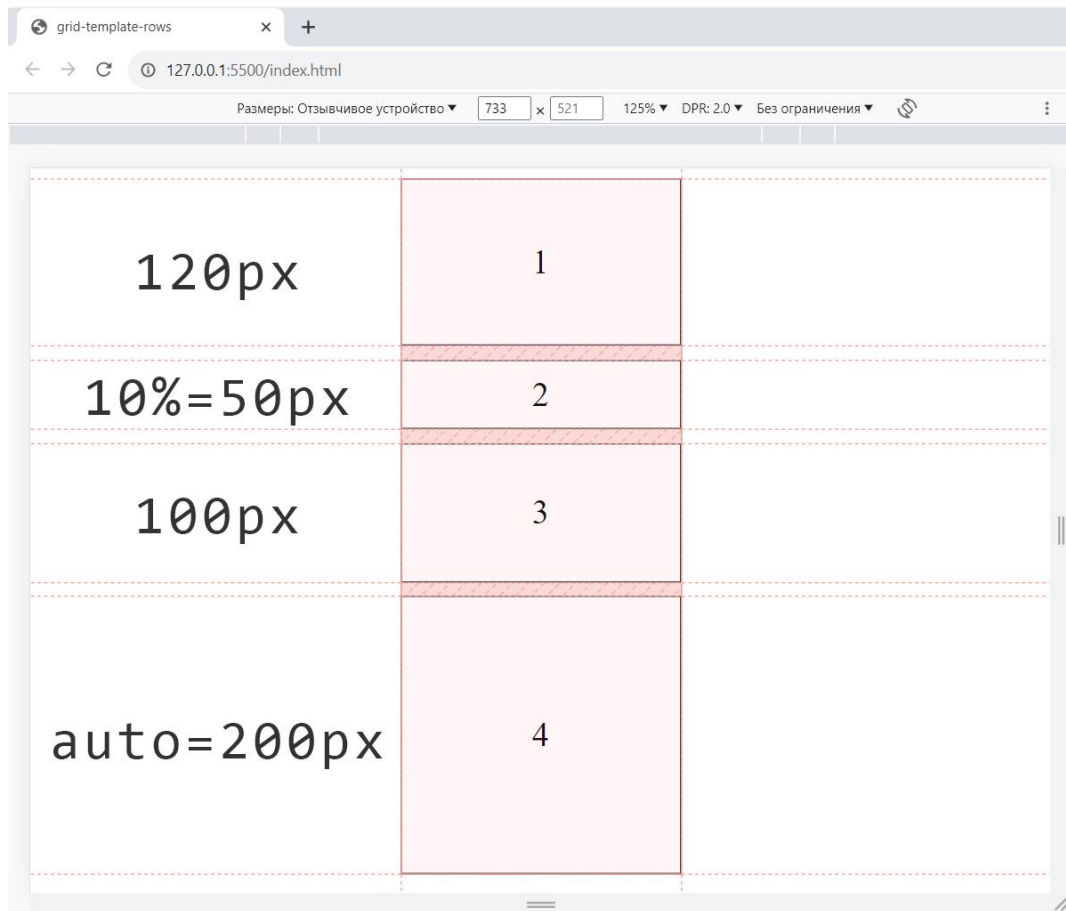 grid-template-rows
127.0.0.1:5500/index.html
Размеры: Отзывчивое устройство 733 × 521 125% DPR: 2.0 Без ограничения
120px 1
10%=50px 2
100px 3
auto=200px 4